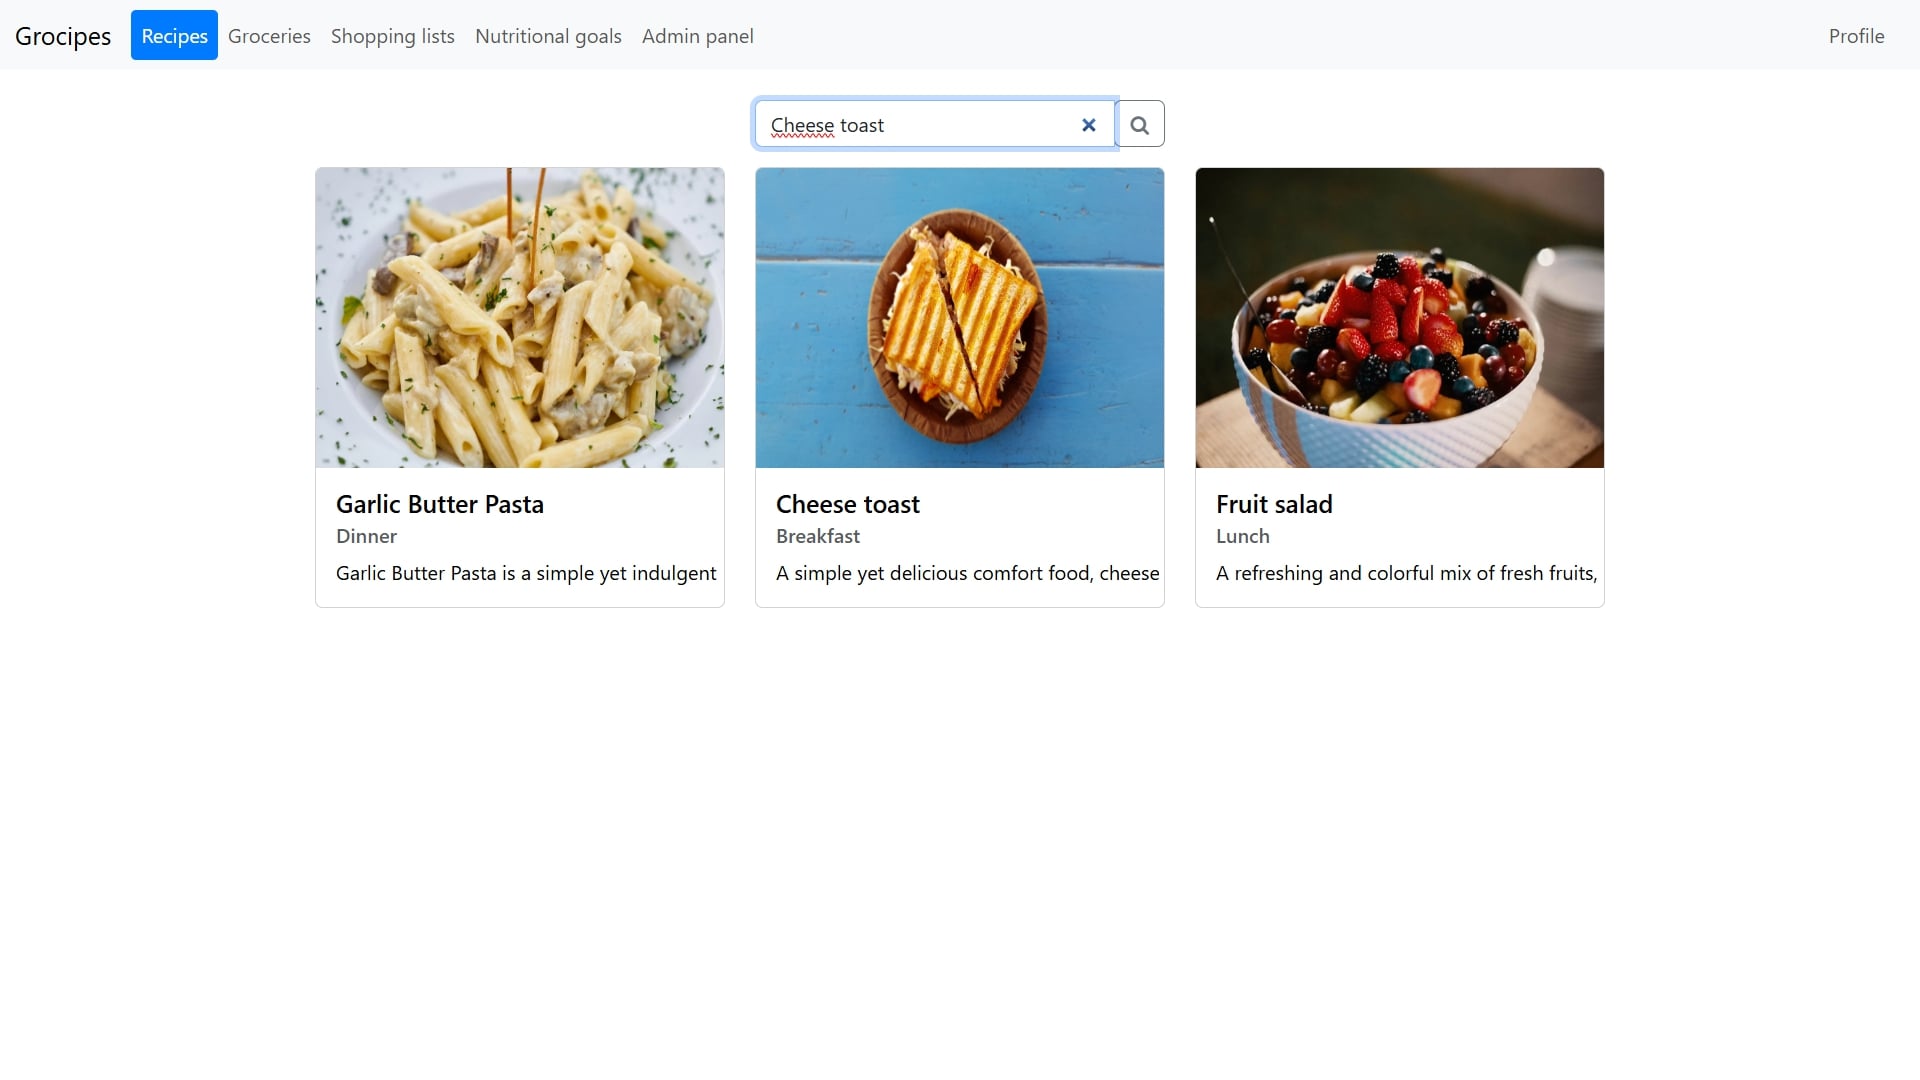 Grocipes Recipes Groceries Shopping lists Nutritional goals Admin panel Profile
Cheese toast
Garlic Butter Pasta
Dinner
Garlic Butter Pasta is a simple yet indulgent
Cheese toast
Breakfast
A simple yet delicious comfort food, cheese
Fruit salad
Lunch
A refreshing and colorful mix of fresh fruits,